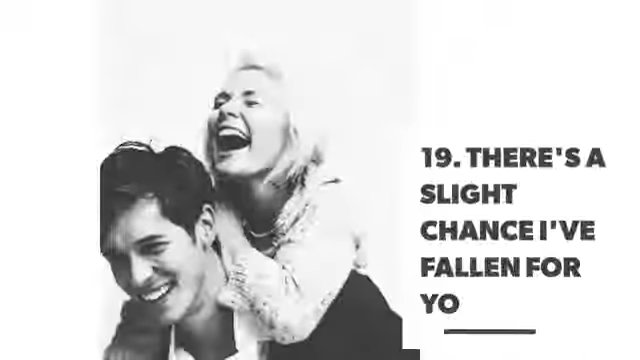 19. THERE'S A
SLIGHT
CHANCE I'VE
FALLEN FOR
YO